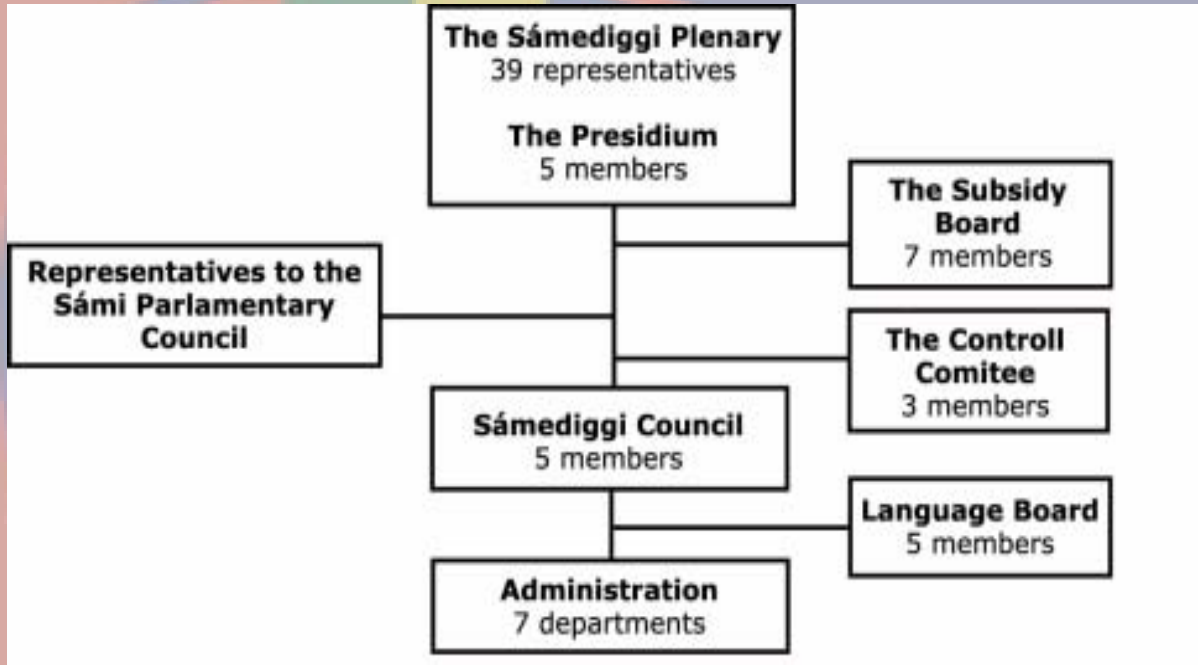 The Sámediggi Plenary
39 representatives
The Presidium
5 members
The Subsidy
Board
7 members
Representatives to the
Sámi Parlamentary
Council
The Controll
Comitee
3 members
Sámediggi Council
5 members
Language Board
5 members
Administration
7 departments